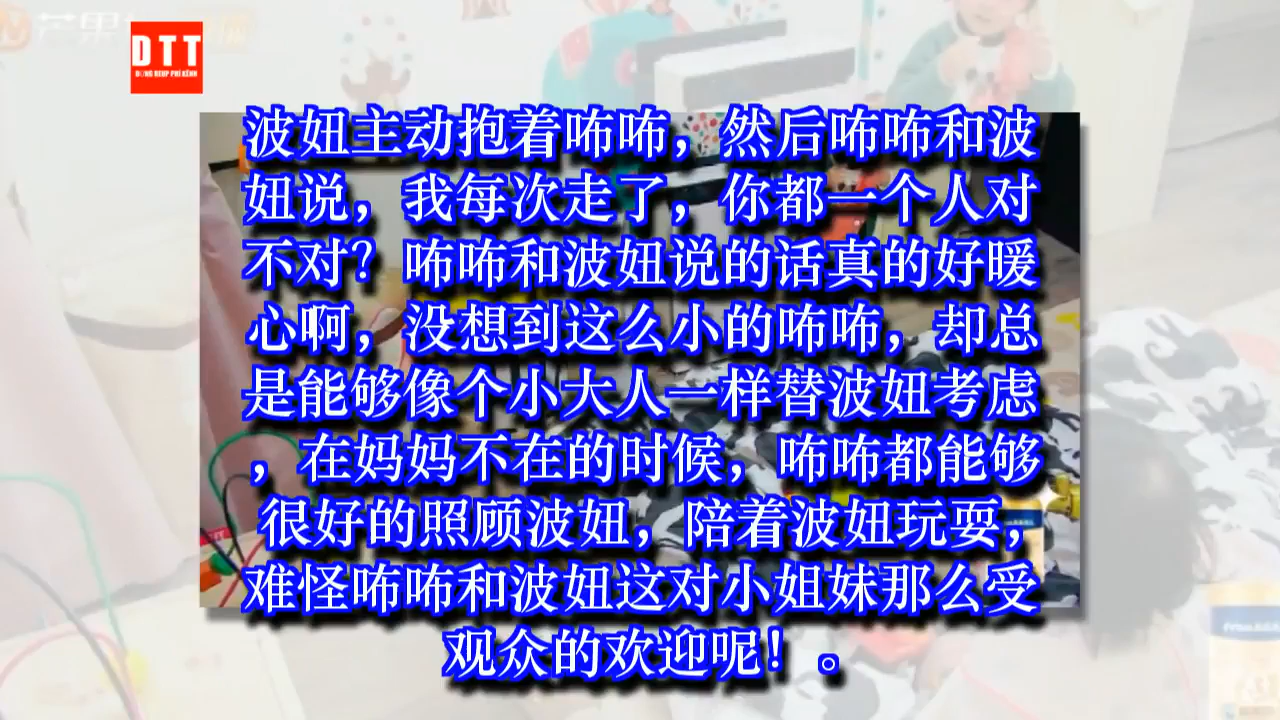 芒果
DTT
波妞主动抱着咘咘，然后咘咘和波
妞说，我每次走了，你都一个人对
不对？咘咘和波妞说的话真的好暖
心啊，没想到这么小的咘咘，却总
是能够像个小大人一样替波妞考虑
，在妈妈不在的时候，咘咘都能够
很好的照顾波妞，陪着波妞玩耍，
难怪咘咘和波妞这对小姐妹那么受
观众的欢迎呢！。